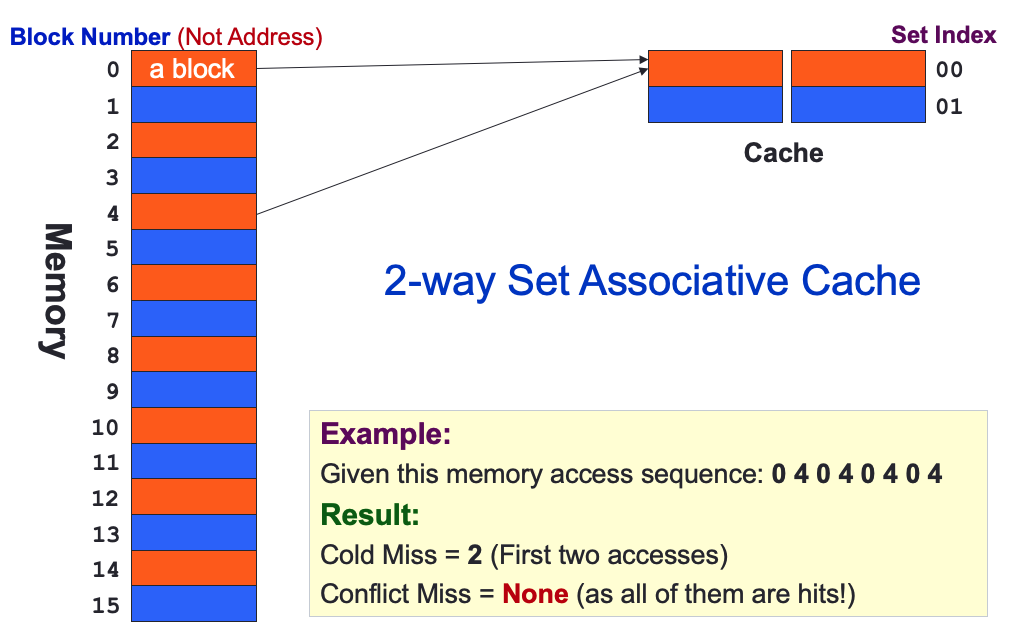 Block Number (Not Address)
Set Index
0 a block
00
1
01
2
Cache
3
4
5
Memory
2-way Set Associative Cache
6
7
8
9
10
11
12
13
14
15
Example:
Given this memory access sequence: 0 4 0 4 0 4 0 4
Result:
Cold Miss = 2 (First two accesses)
Conflict Miss = None (as all of them are hits!)